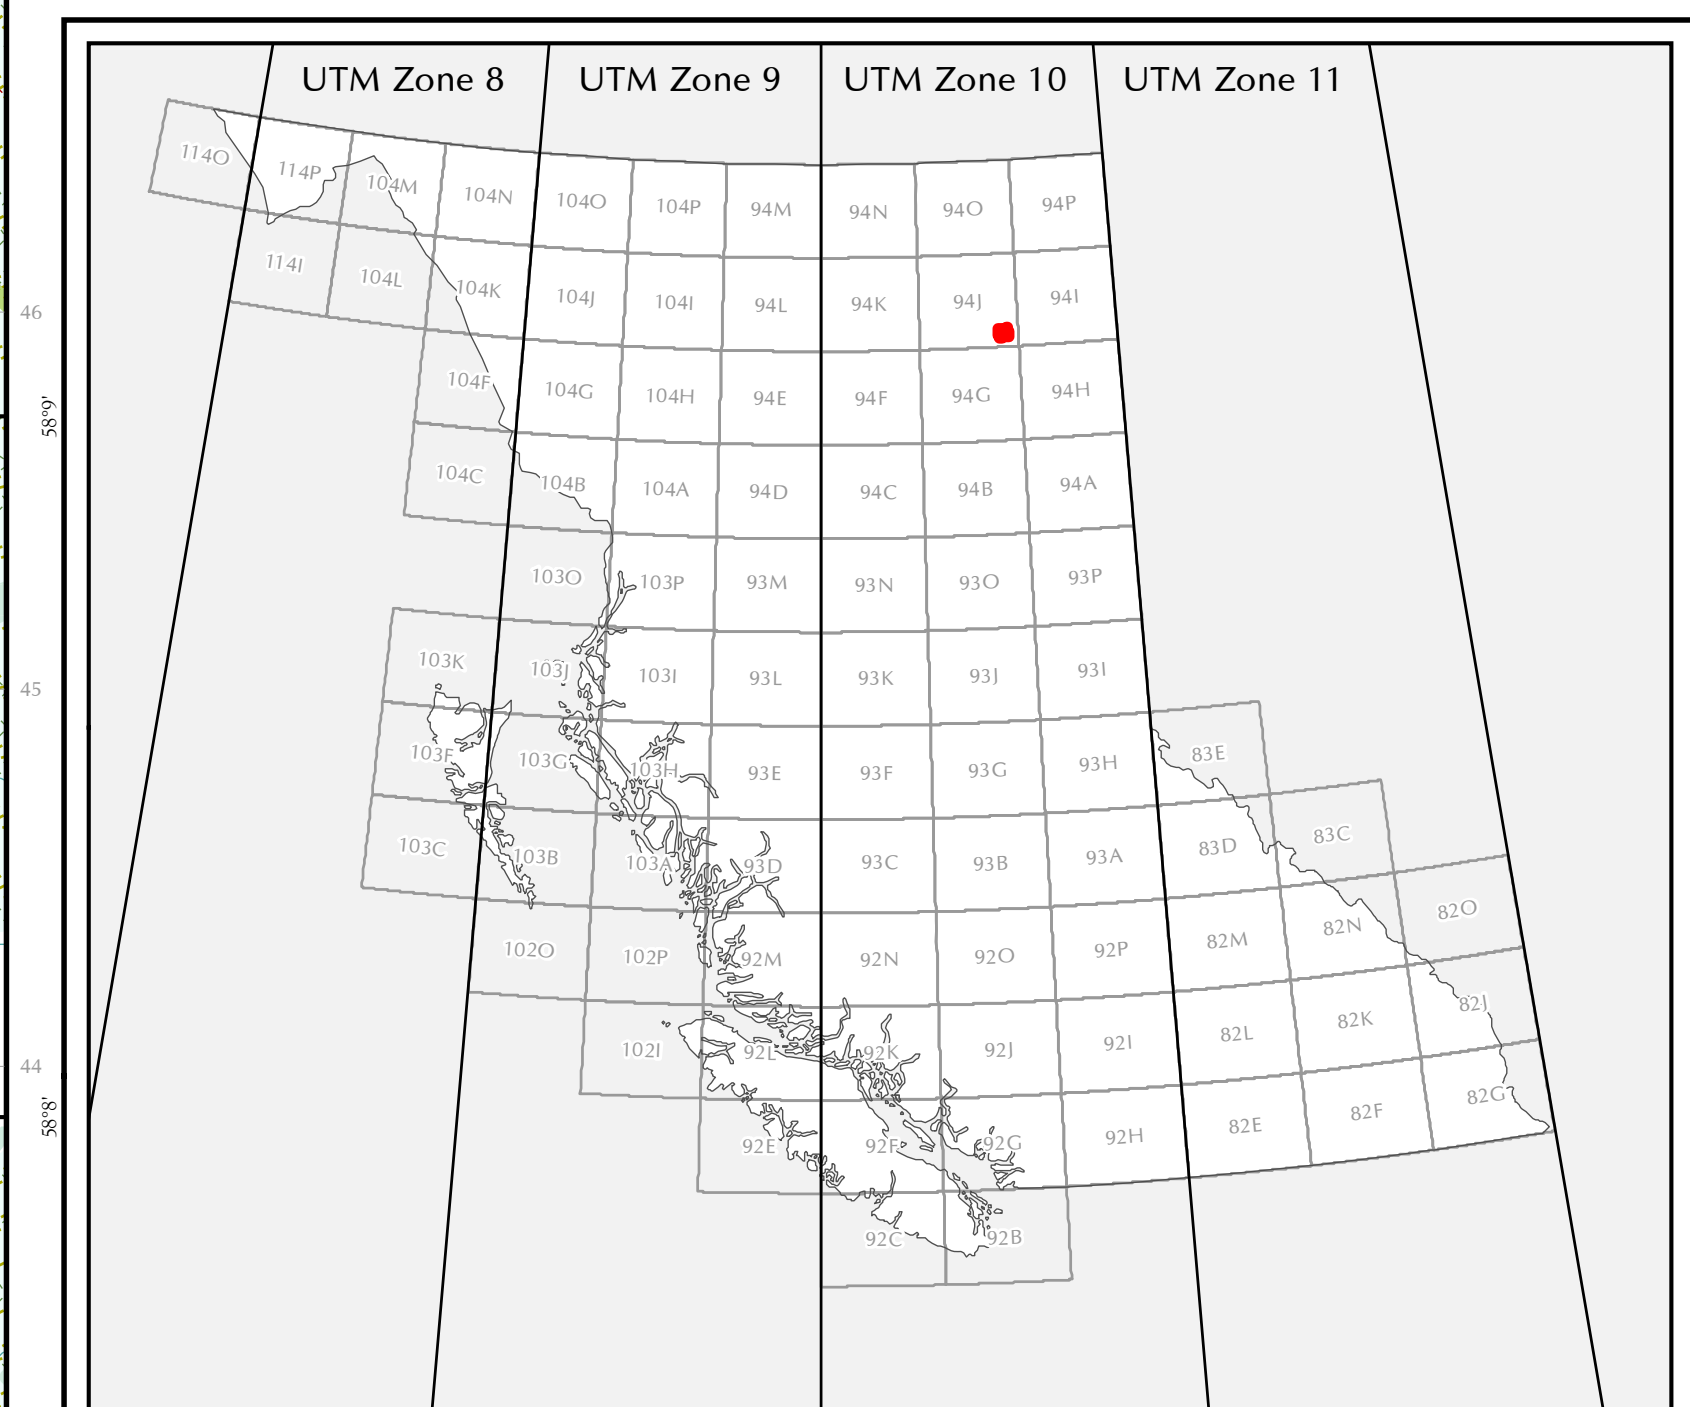 UTM Zone 8 UTM Zone 9 UTM Zone 10 UTM Zone 11
114O 114P 104M 104N 104O 104P 94M 94N 94O 94P
114I 104L 104K 104J 104I 94L 94K 94J 94I
46
104F 104G 104H 94E 94F 94G 94H
58°9'
104C 104B 104A 94D 94C 94B 94A
103O 103P 93M 93N 93O 93P
103K 103J 103I 93L 93K 93J 93I
45
103F 103G 103H 93E 93F 93G 93H 83E
103C 103B 103A 93D 93C 93B 93A 83D 83C
102O 102P 92M 92N 92O 92P 82M 82N 82O
102I 92L 92K 92J 92I 82L 82K 82J
44
58°8'
92E 92F 92G 92H 82E 82F 82G
92C 92B